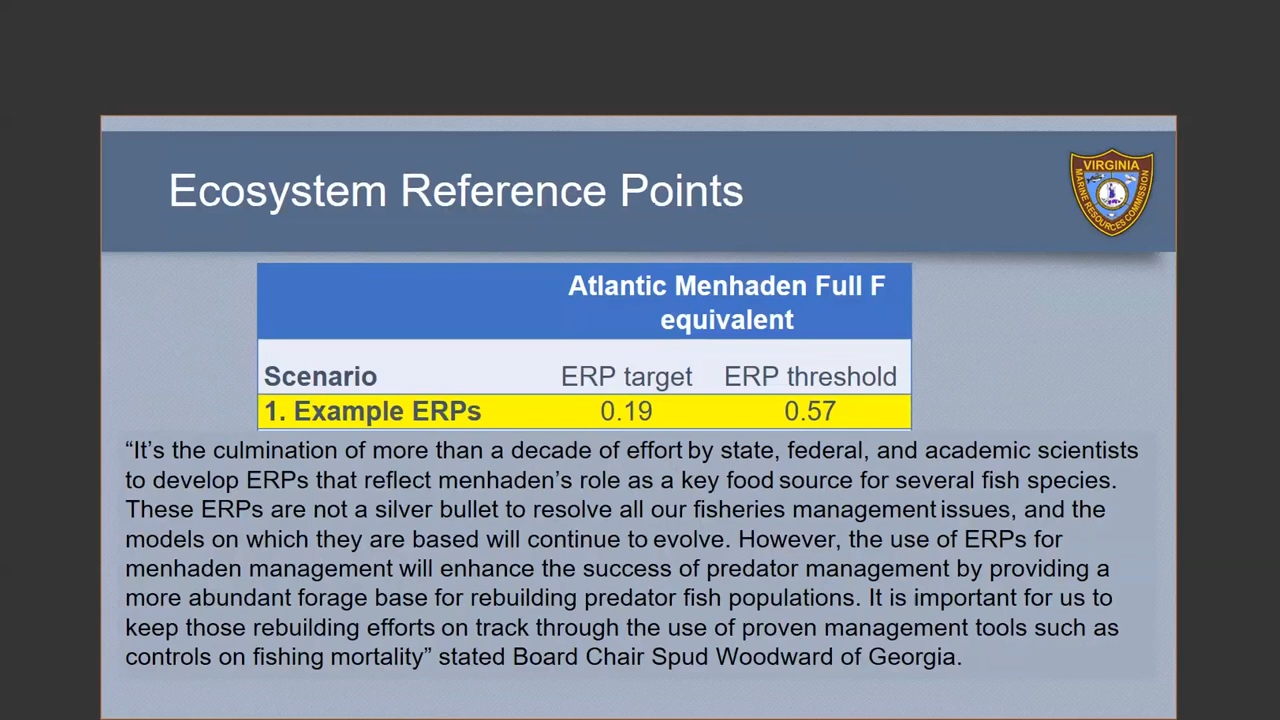 Ecosystem Reference Points
VIRGINIA
MARINE RESOURCES COMMISSION
Atlantic Menhaden Full F
equivalent
Scenario ERP target ERP threshold
1. Example ERPs 0.19 0.57
“It’s the culmination of more than a decade of effort by state, federal, and academic scientists
to develop ERPs that reflect menhaden’s role as a key food source for several fish species.
These ERPs are not a silver bullet to resolve all our fisheries management issues, and the
models on which they are based will continue to evolve. However, the use of ERPs for
menhaden management will enhance the success of predator management by providing a
more abundant forage base for rebuilding predator fish populations. It is important for us to
keep those rebuilding efforts on track through the use of proven management tools such as
controls on fishing mortality” stated Board Chair Spud Woodward of Georgia.